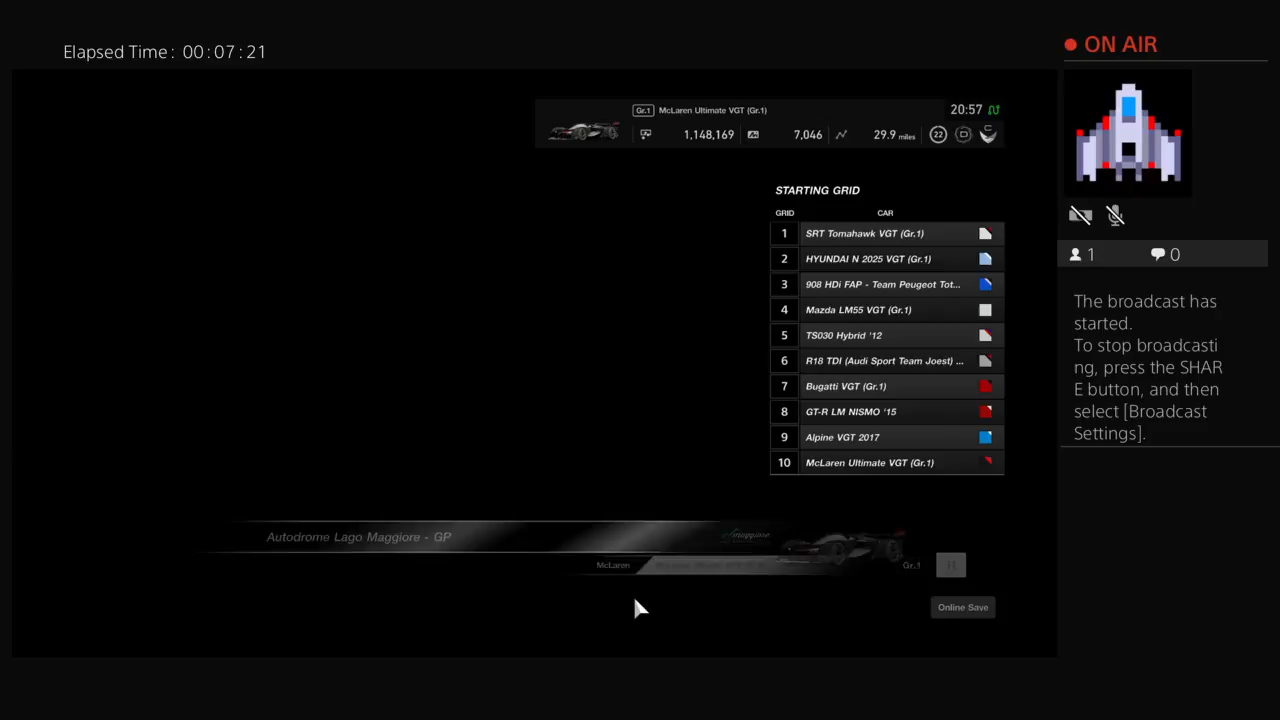 Elapsed Time: 00:07:21
ON AIR
Gr.1 McLaren Ultimate VGT (Gr.1)
20:57
1,148,169 7,046 29.9 miles 22 D C
STARTING GRID
GRID CAR
1 SRT Tomahawk VGT (Gr.1)
2 HYUNDAI N 2025 VGT (Gr.1)
3 908 HDi FAP - Team Peugeot Tot...
4 Mazda LM55 VGT (Gr.1)
5 TS030 Hybrid '12
6 R18 TDI (Audi Sport Team Joest) ...
7 Bugatti VGT (Gr.1)
8 GT-R LM NISMO '15
9 Alpine VGT 2017
10 McLaren Ultimate VGT (Gr.1)
Autodrome Lago Maggiore - GP
maggiore
McLaren
Gr.1
Online Save
1 0
The broadcast has
started.
To stop broadcasti
ng, press the SHAR
E button, and then
select [Broadcast
Settings].